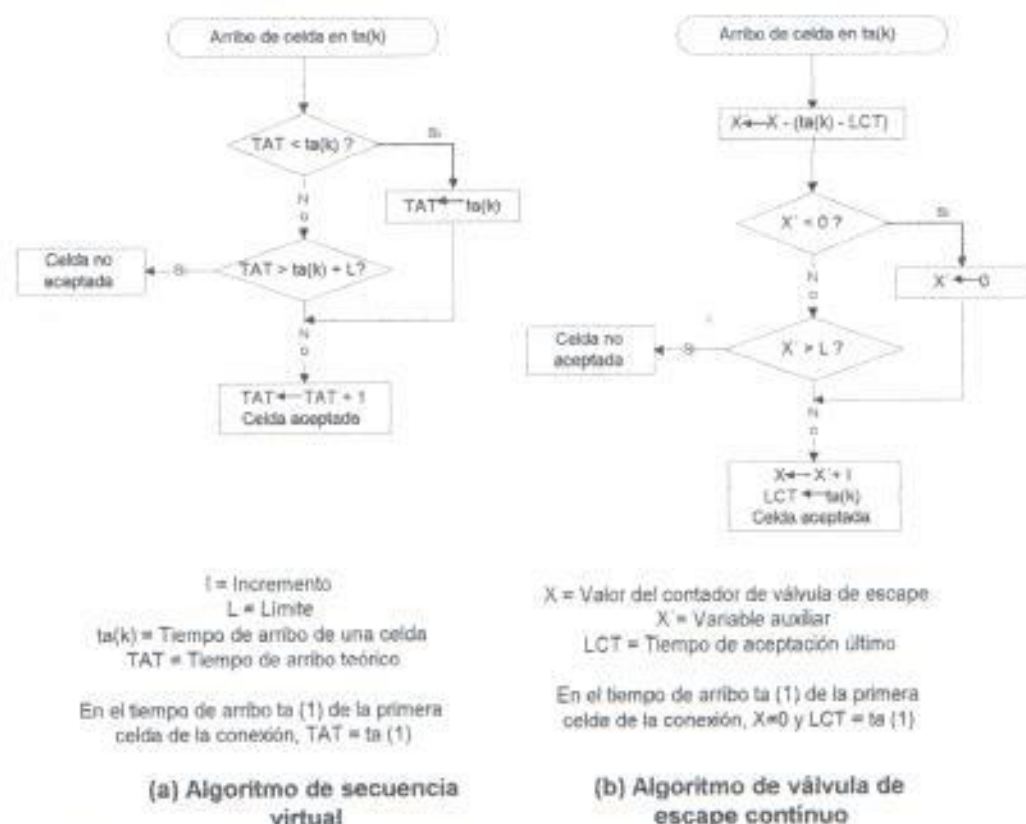 Arribo de celda en ta(k)
TAT < ta(k) ?
Si
TAT ← ta(k)
No
TAT > ta(k) + L?
Si
Celda no
aceptada
No
TAT ← TAT + I
Celda aceptada
I = Incremento
L = Limite
ta(k) = Tiempo de arribo de una celda
TAT = Tiempo de arribo teórico
En el tiempo de arribo ta (1) de la primera
celda de la conexión, TAT = ta (1)
(a) Algoritmo de secuencia
virtual
Arribo de celda en ta(k)
X´ ← X - (ta(k) - LCT)
X´ < 0 ?
Si
X´ ← 0
No
X´ > L ?
Si
Celda no
aceptada
No
X ← X´ + I
LCT ← ta(k)
Celda aceptada
X = Valor del contador de válvula de escape
X´ = Variable auxiliar
LCT = Tiempo de aceptación último
En el tiempo de arribo ta (1) de la primera
celda de la conexión, X=0 y LCT = ta (1)
(b) Algoritmo de válvula de
escape contínuo